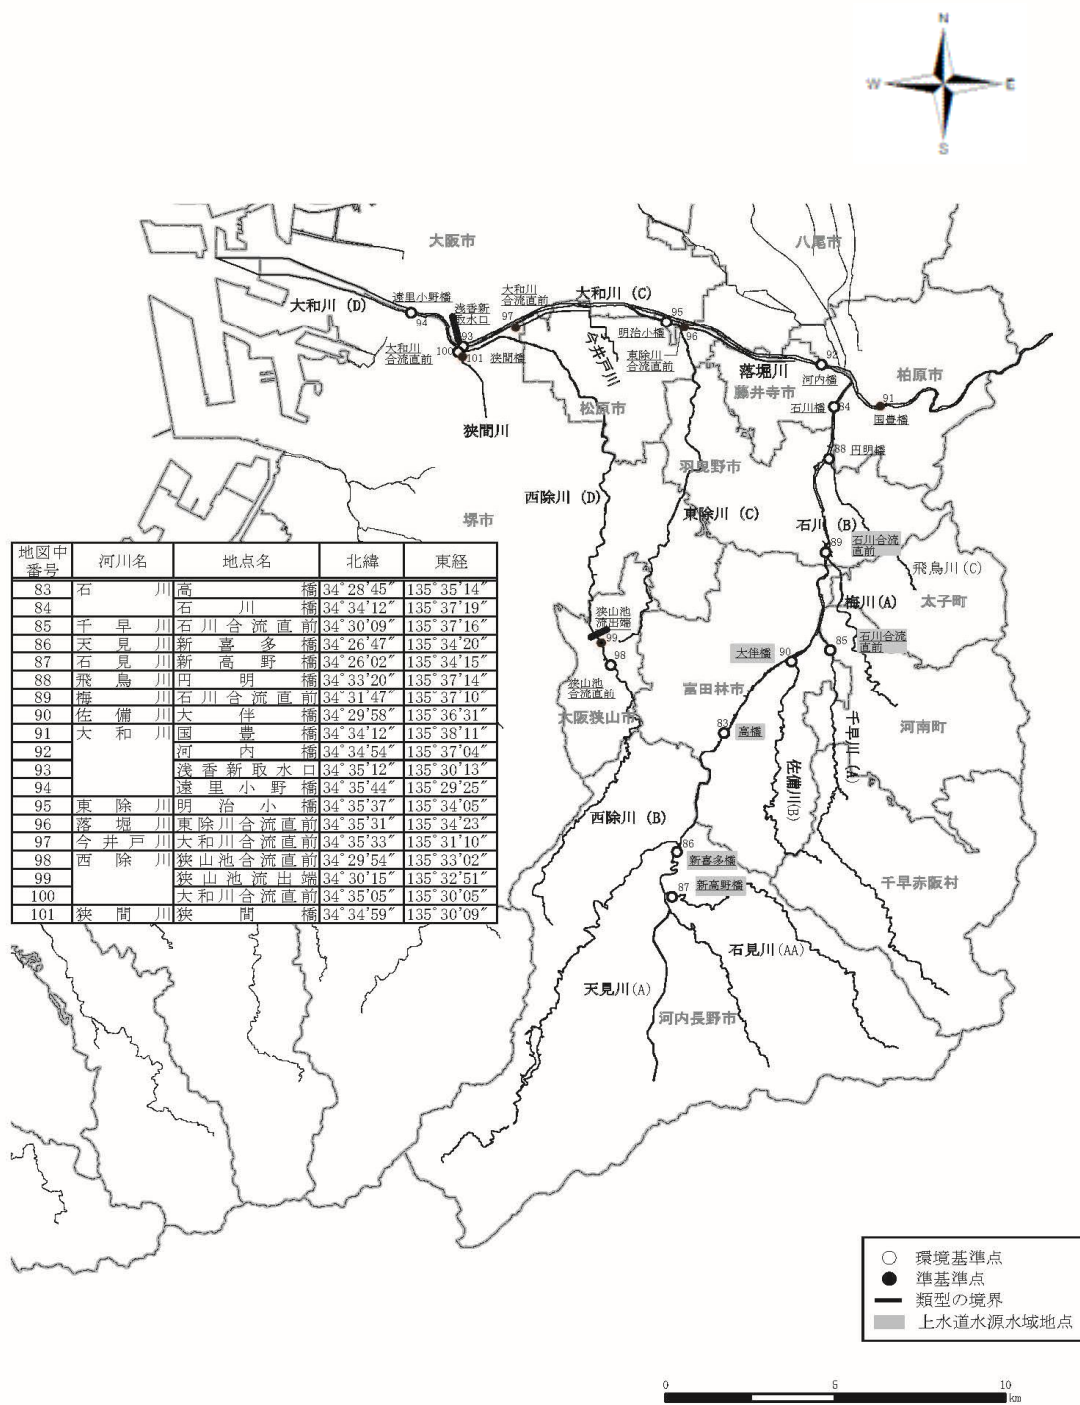 N
W
E
S
大阪市
八尾市
大和川 (D)
遠里小野橋
94
浅香新
取水口
93
大和川
合流直前
97
大和川 (C)
95
明治小橋
96
東除川
合流直前
今井戸川
大和川
合流直前
100
101
狭間橋
落堀川
92
河内橋
藤井寺市
柏原市
91
国豊橋
石川橋
84
松原市
狭間川
88
円明橋
羽曳野市
西除川 (D)
東除川 (C)
堺市
石川 (B)
89
石川合流
直前
飛鳥川(C)
梅川(A)
太子町
狭山池
流出端
99
98
狭山池
合流直前
大伴橋
90
85
石川合流
直前
富田林市
大阪狭山市
83
高橋
河南町
千早川(A)
佐備川(B)
西除川 (B)
86
新喜多橋
87
新高野橋
千早赤阪村
石見川(AA)
天見川(A)
河内長野市
地図中番号 河川名 地点名 北緯 東経
83 石川 高橋 34°28'45″ 135°35'14″
84 石川橋 34°34'12″ 135°37'19″
85 千早川 石川合流直前 34°30'09″ 135°37'16″
86 天見川 新喜多橋 34°26'47″ 135°34'20″
87 石見川 新高野橋 34°26'02″ 135°34'15″
88 飛鳥川 円明橋 34°33'20″ 135°37'14″
89 梅川 石川合流直前 34°31'47″ 135°37'10″
90 佐備川 大伴橋 34°29'58″ 135°36'31″
91 大和川 国豊橋 34°34'12″ 135°38'11″
92 河内橋 34°34'54″ 135°37'04″
93 浅香新取水口 34°35'12″ 135°30'13″
94 遠里小野橋 34°35'44″ 135°29'25″
95 東除川 明治小橋 34°35'37″ 135°34'05″
96 落堀川 東除川合流直前 34°35'31″ 135°34'23″
97 今井戸川 大和川合流直前 34°35'33″ 135°31'10″
98 西除川 狭山池合流直前 34°29'54″ 135°33'02″
99 狭山池流出端 34°30'15″ 135°32'51″
100 大和川合流直前 34°35'05″ 135°30'05″
101 狭間川 狭間橋 34°34'59″ 135°30'09″
環境基準点
準基準点
類型の境界
上水道水源水域地点
0 5 10
km